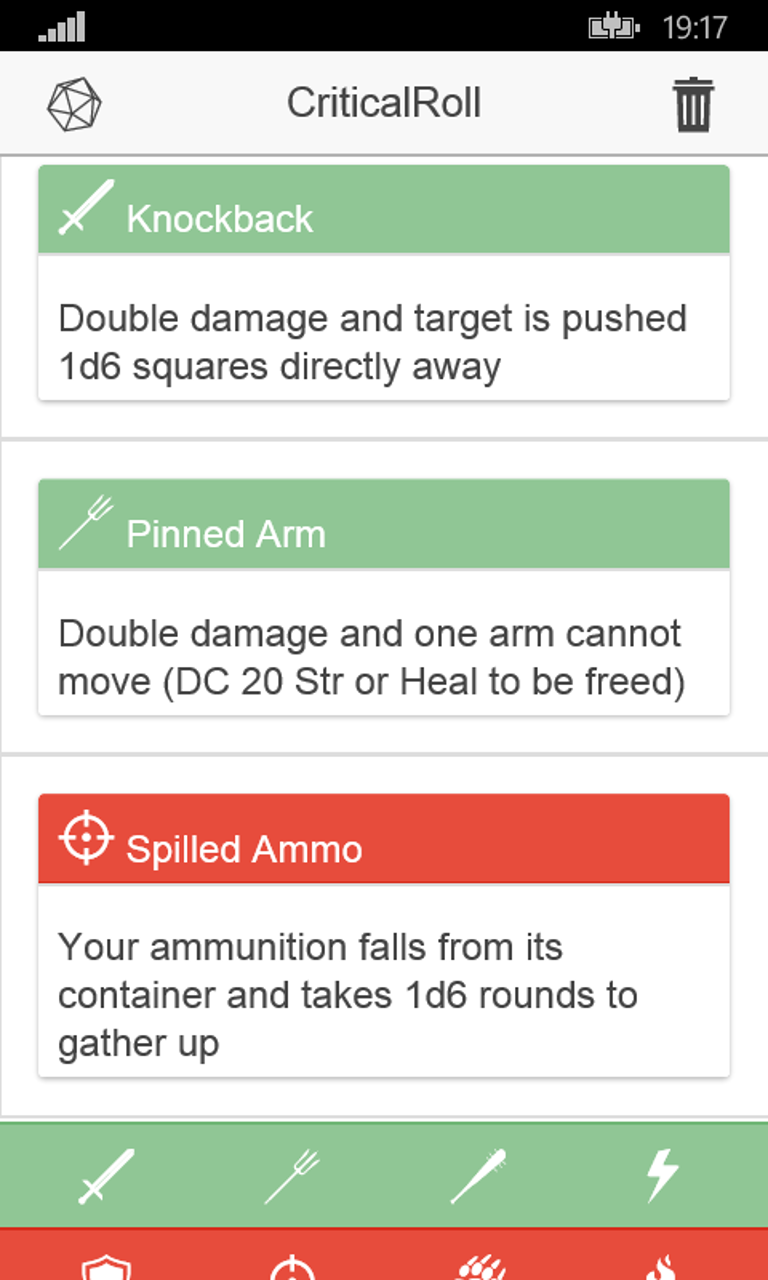 19:17
CriticalRoll
Knockback
Double damage and target is pushed
1d6 squares directly away
Pinned Arm
Double damage and one arm cannot
move (DC 20 Str or Heal to be freed)
Spilled Ammo
Your ammunition falls from its
container and takes 1d6 rounds to
gather up